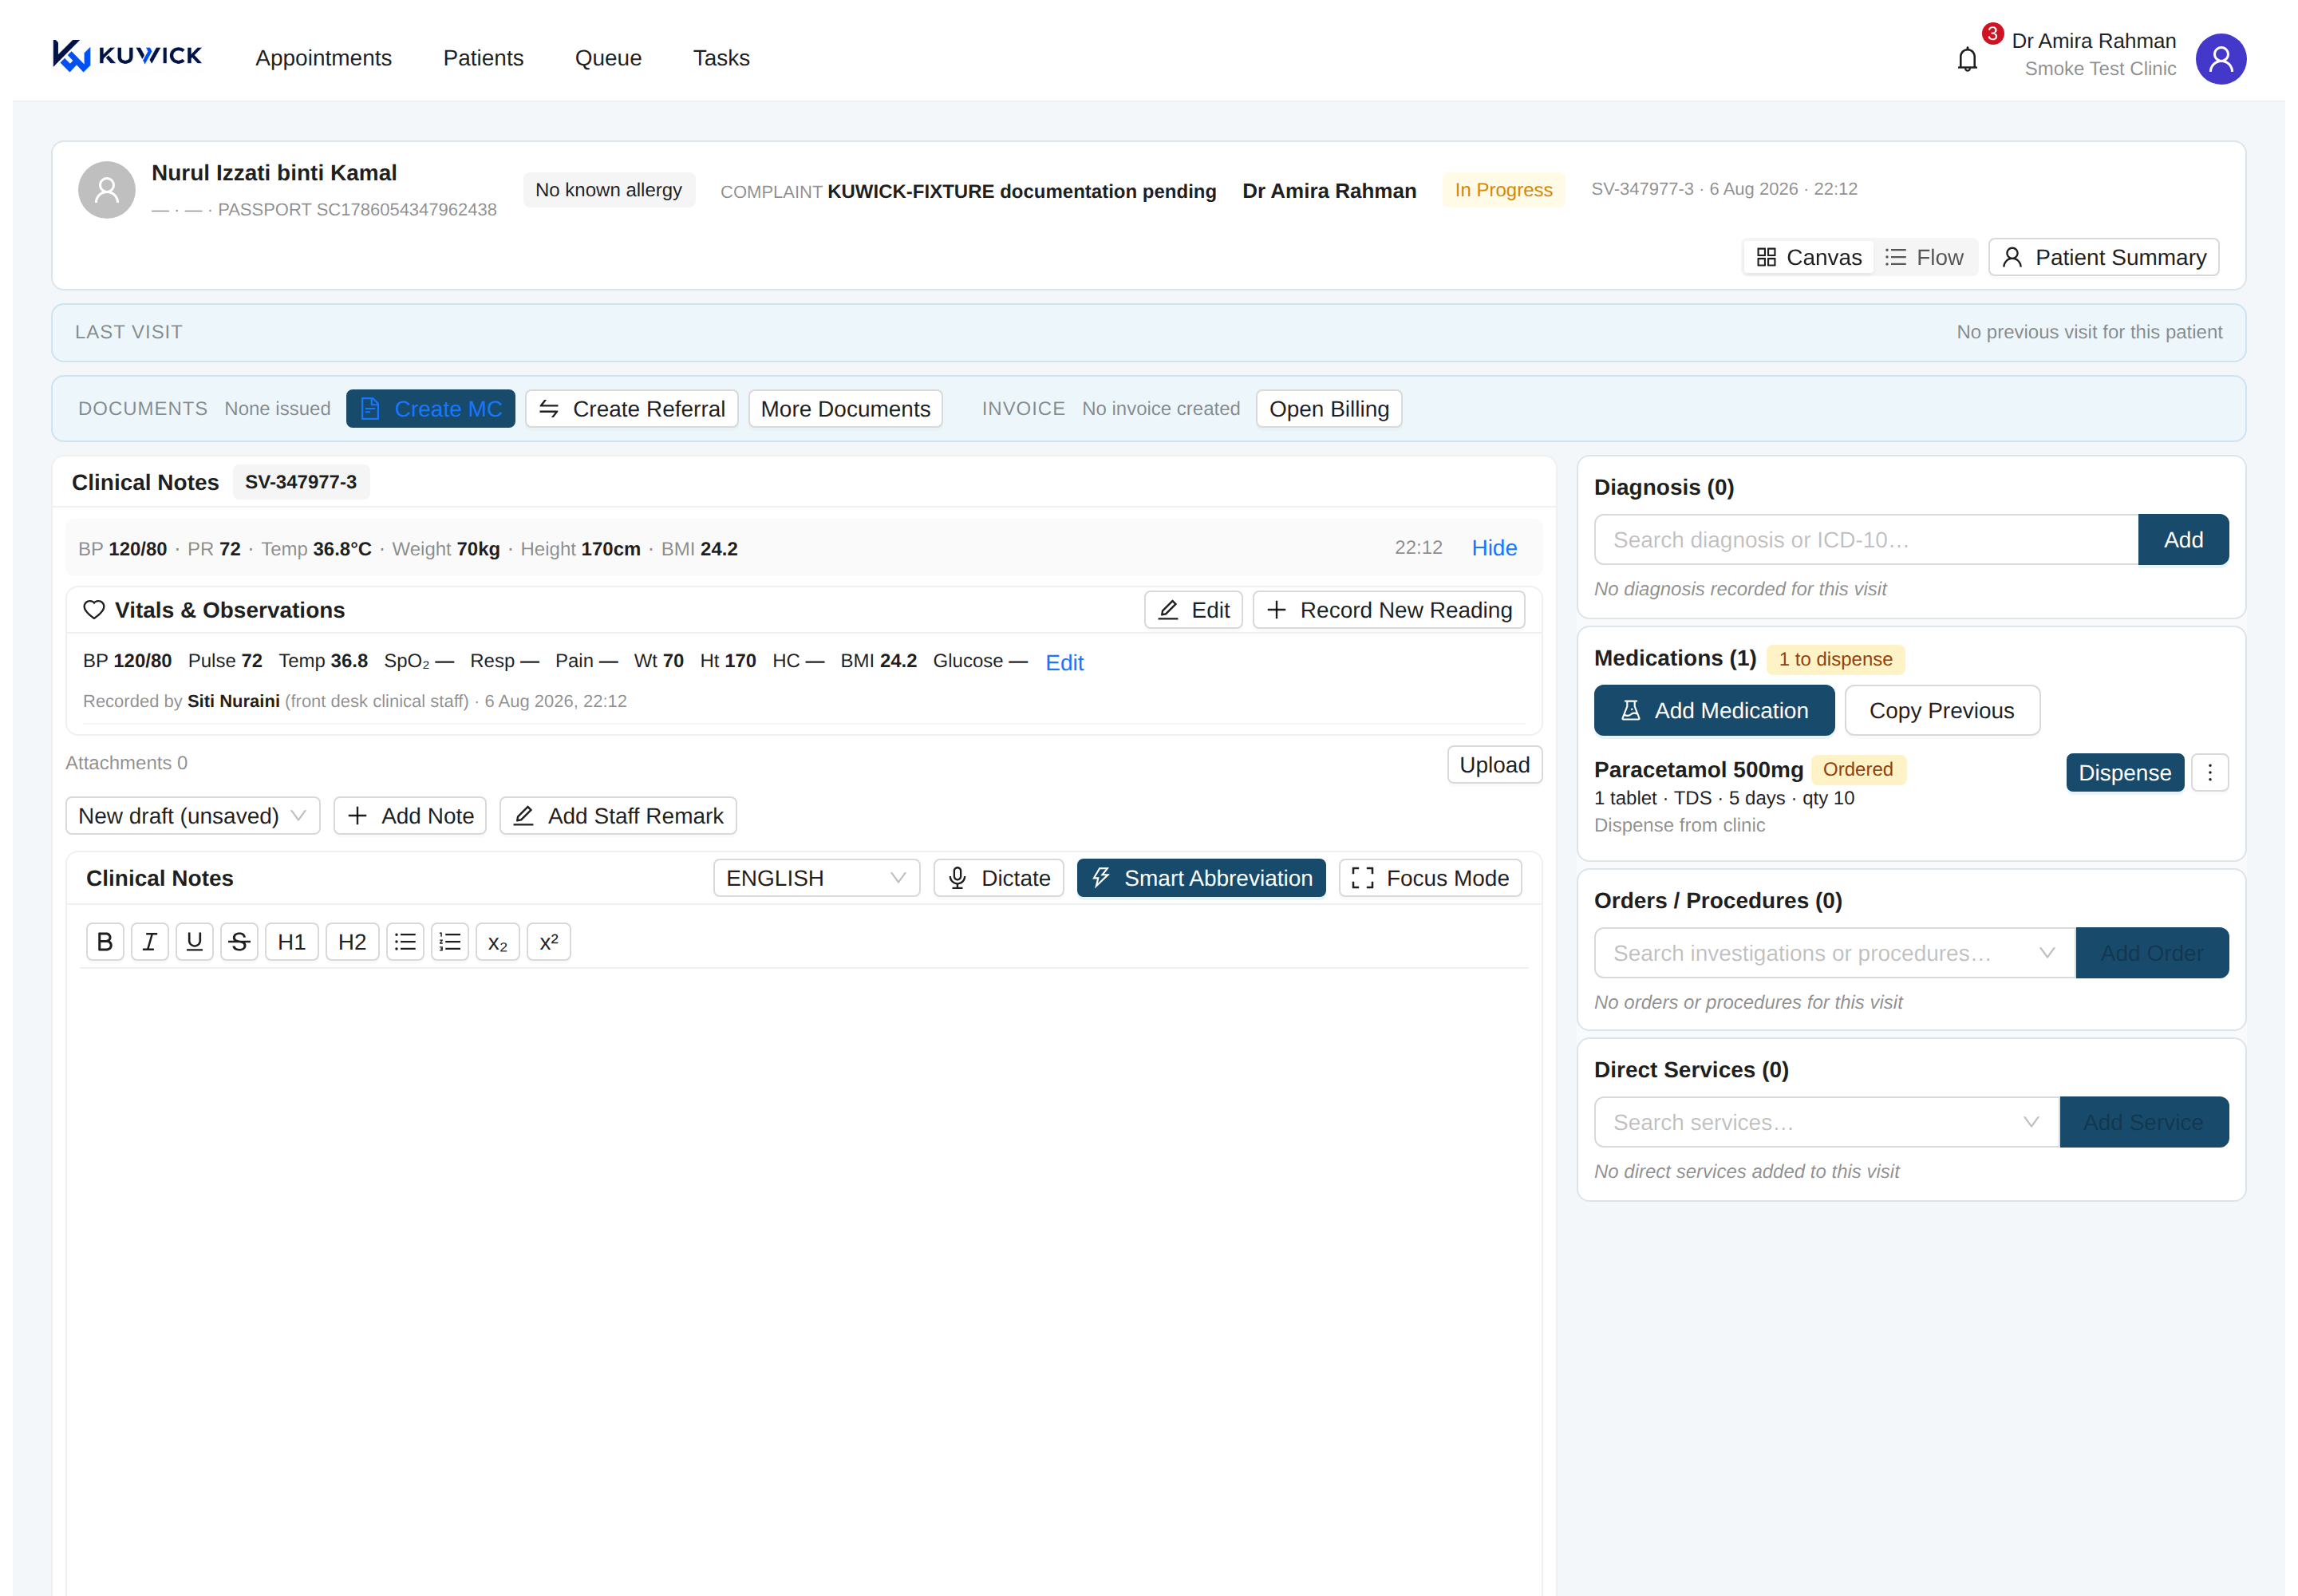 KUWICK Appointments Patients Queue Tasks
3 Dr Amira Rahman
Smoke Test Clinic
Nurul Izzati binti Kamal
— · — · PASSPORT SC1786054347962438
No known allergy COMPLAINT KUWICK-FIXTURE documentation pending Dr Amira Rahman In Progress SV-347977-3 · 6 Aug 2026 · 22:12
Canvas Flow Patient Summary
LAST VISIT No previous visit for this patient
DOCUMENTS None issued Create MC Create Referral More Documents INVOICE No invoice created Open Billing
Clinical Notes SV-347977-3
BP 120/80 · PR 72 · Temp 36.8°C · Weight 70kg · Height 170cm · BMI 24.2 22:12 Hide
Vitals & Observations Edit Record New Reading
BP 120/80 Pulse 72 Temp 36.8 SpO₂ — Resp — Pain — Wt 70 Ht 170 HC — BMI 24.2 Glucose — Edit
Recorded by Siti Nuraini (front desk clinical staff) · 6 Aug 2026, 22:12
Attachments 0 Upload
New draft (unsaved) Add Note Add Staff Remark
Clinical Notes ENGLISH Dictate Smart Abbreviation Focus Mode
B I U S H1 H2 x₂ x²
Diagnosis (0)
Search diagnosis or ICD-10… Add
No diagnosis recorded for this visit
Medications (1) 1 to dispense
Add Medication Copy Previous
Paracetamol 500mg Ordered Dispense
1 tablet · TDS · 5 days · qty 10
Dispense from clinic
Orders / Procedures (0)
Search investigations or procedures… Add Order
No orders or procedures for this visit
Direct Services (0)
Search services… Add Service
No direct services added to this visit